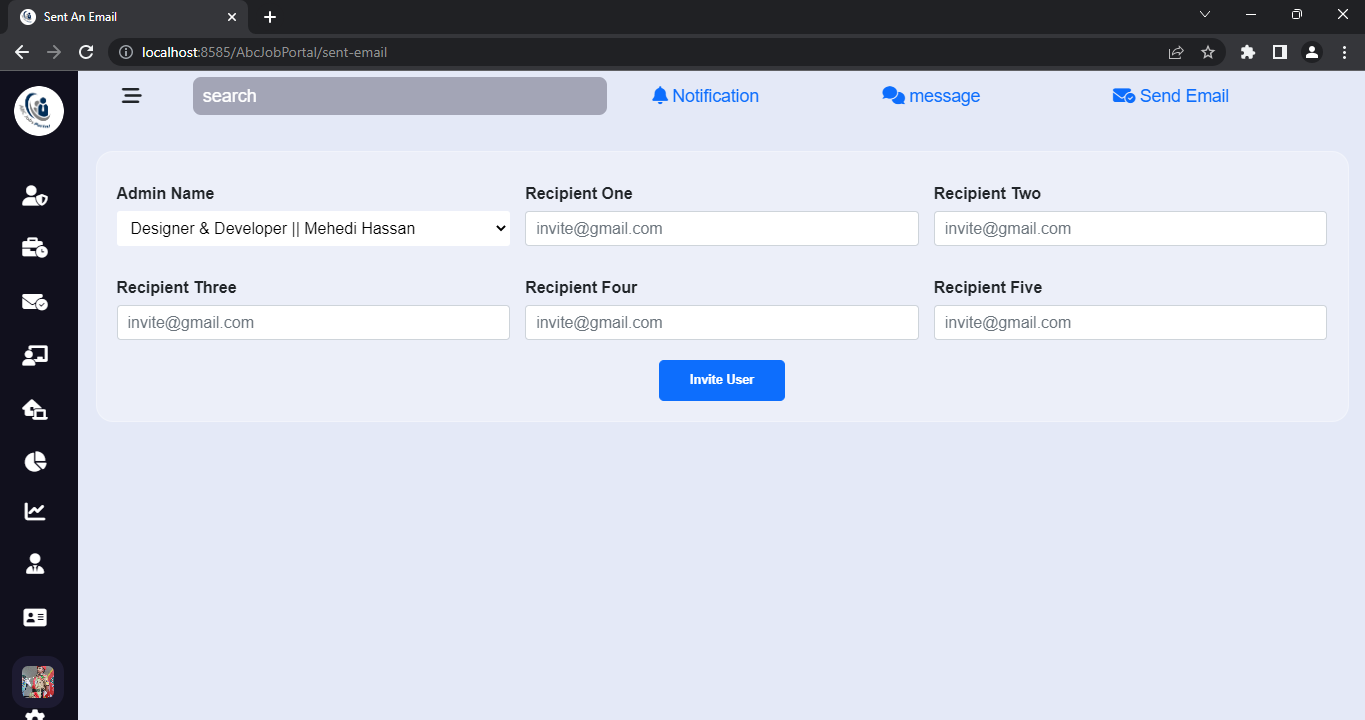 Sent An Email
localhost:8585/AbcJobPortal/sent-email
search
Notification
message
Send Email
Admin Name
Recipient One
Recipient Two
Designer & Developer || Mehedi Hassan
invite@gmail.com
invite@gmail.com
Recipient Three
Recipient Four
Recipient Five
invite@gmail.com
invite@gmail.com
invite@gmail.com
Invite User